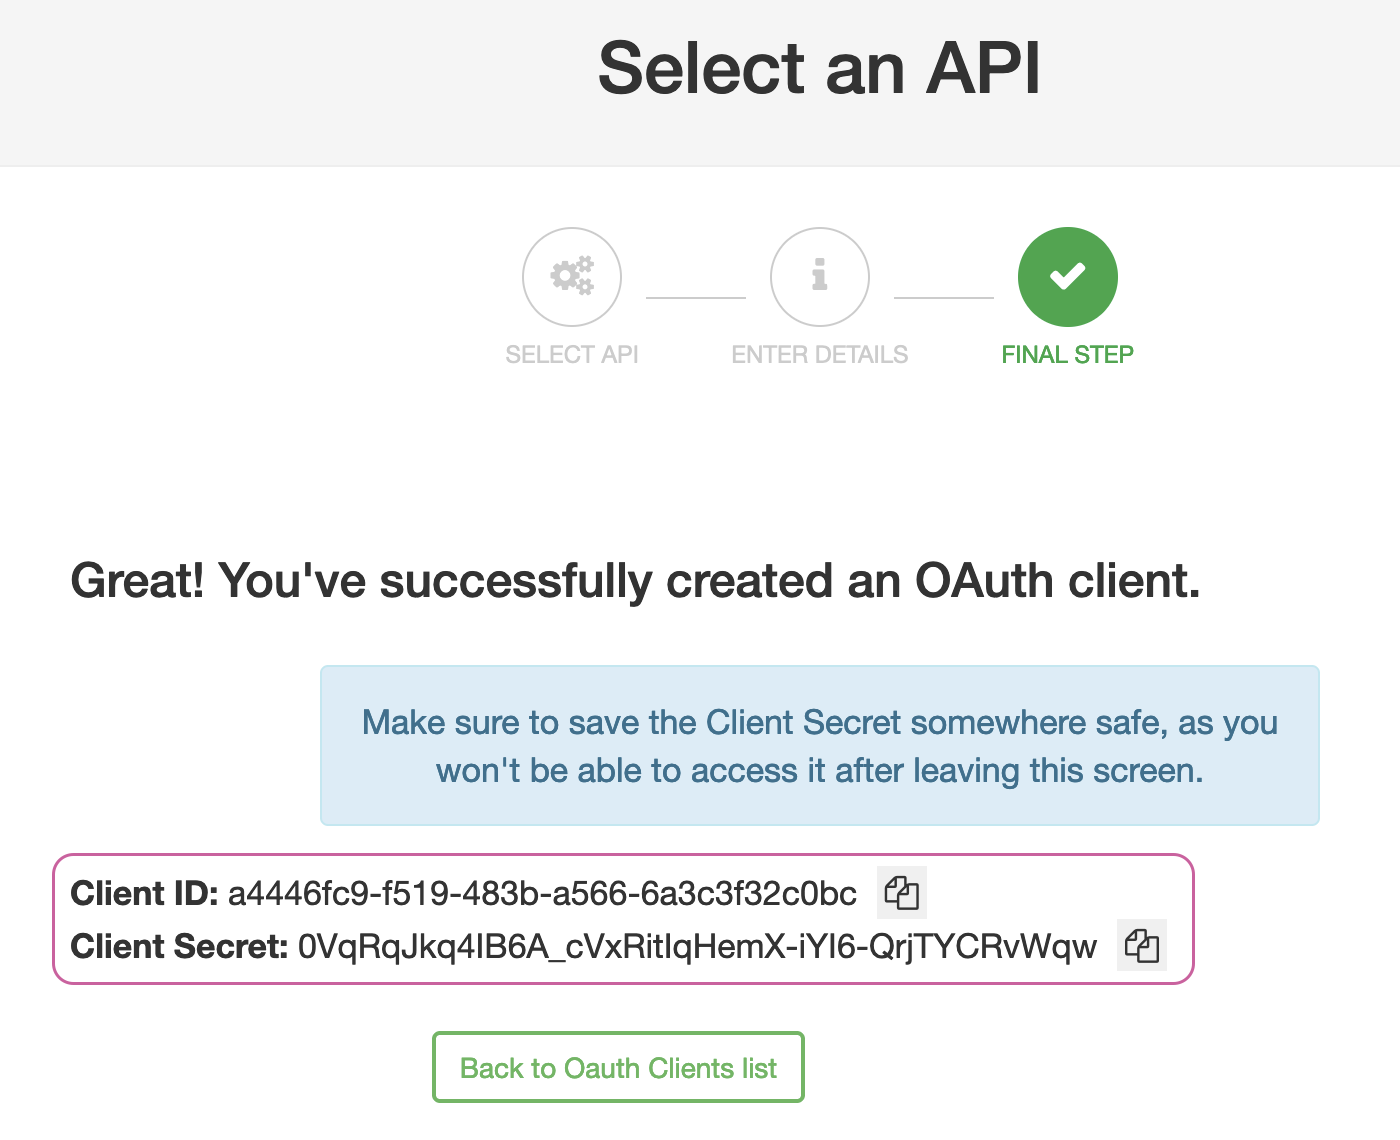 Select an API
SELECT API
ENTER DETAILS
FINAL STEP
Great! You've successfully created an OAuth client.
Make sure to save the Client Secret somewhere safe, as you
won't be able to access it after leaving this screen.
Client ID: a4446fc9-f519-483b-a566-6a3c3f32c0bc
Client Secret: 0VqRqJkq4IB6A_cVxRitIqHemX-iYI6-QrjTYCRvWqw
Back to Oauth Clients list